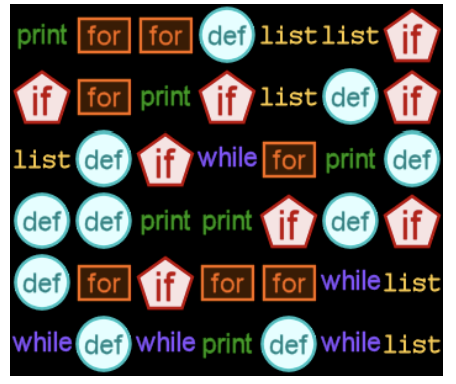 print for for def list list if
if for print if list def if
list def if while for print def
def def print print if def if
def for if for for while list
while def while print def while list